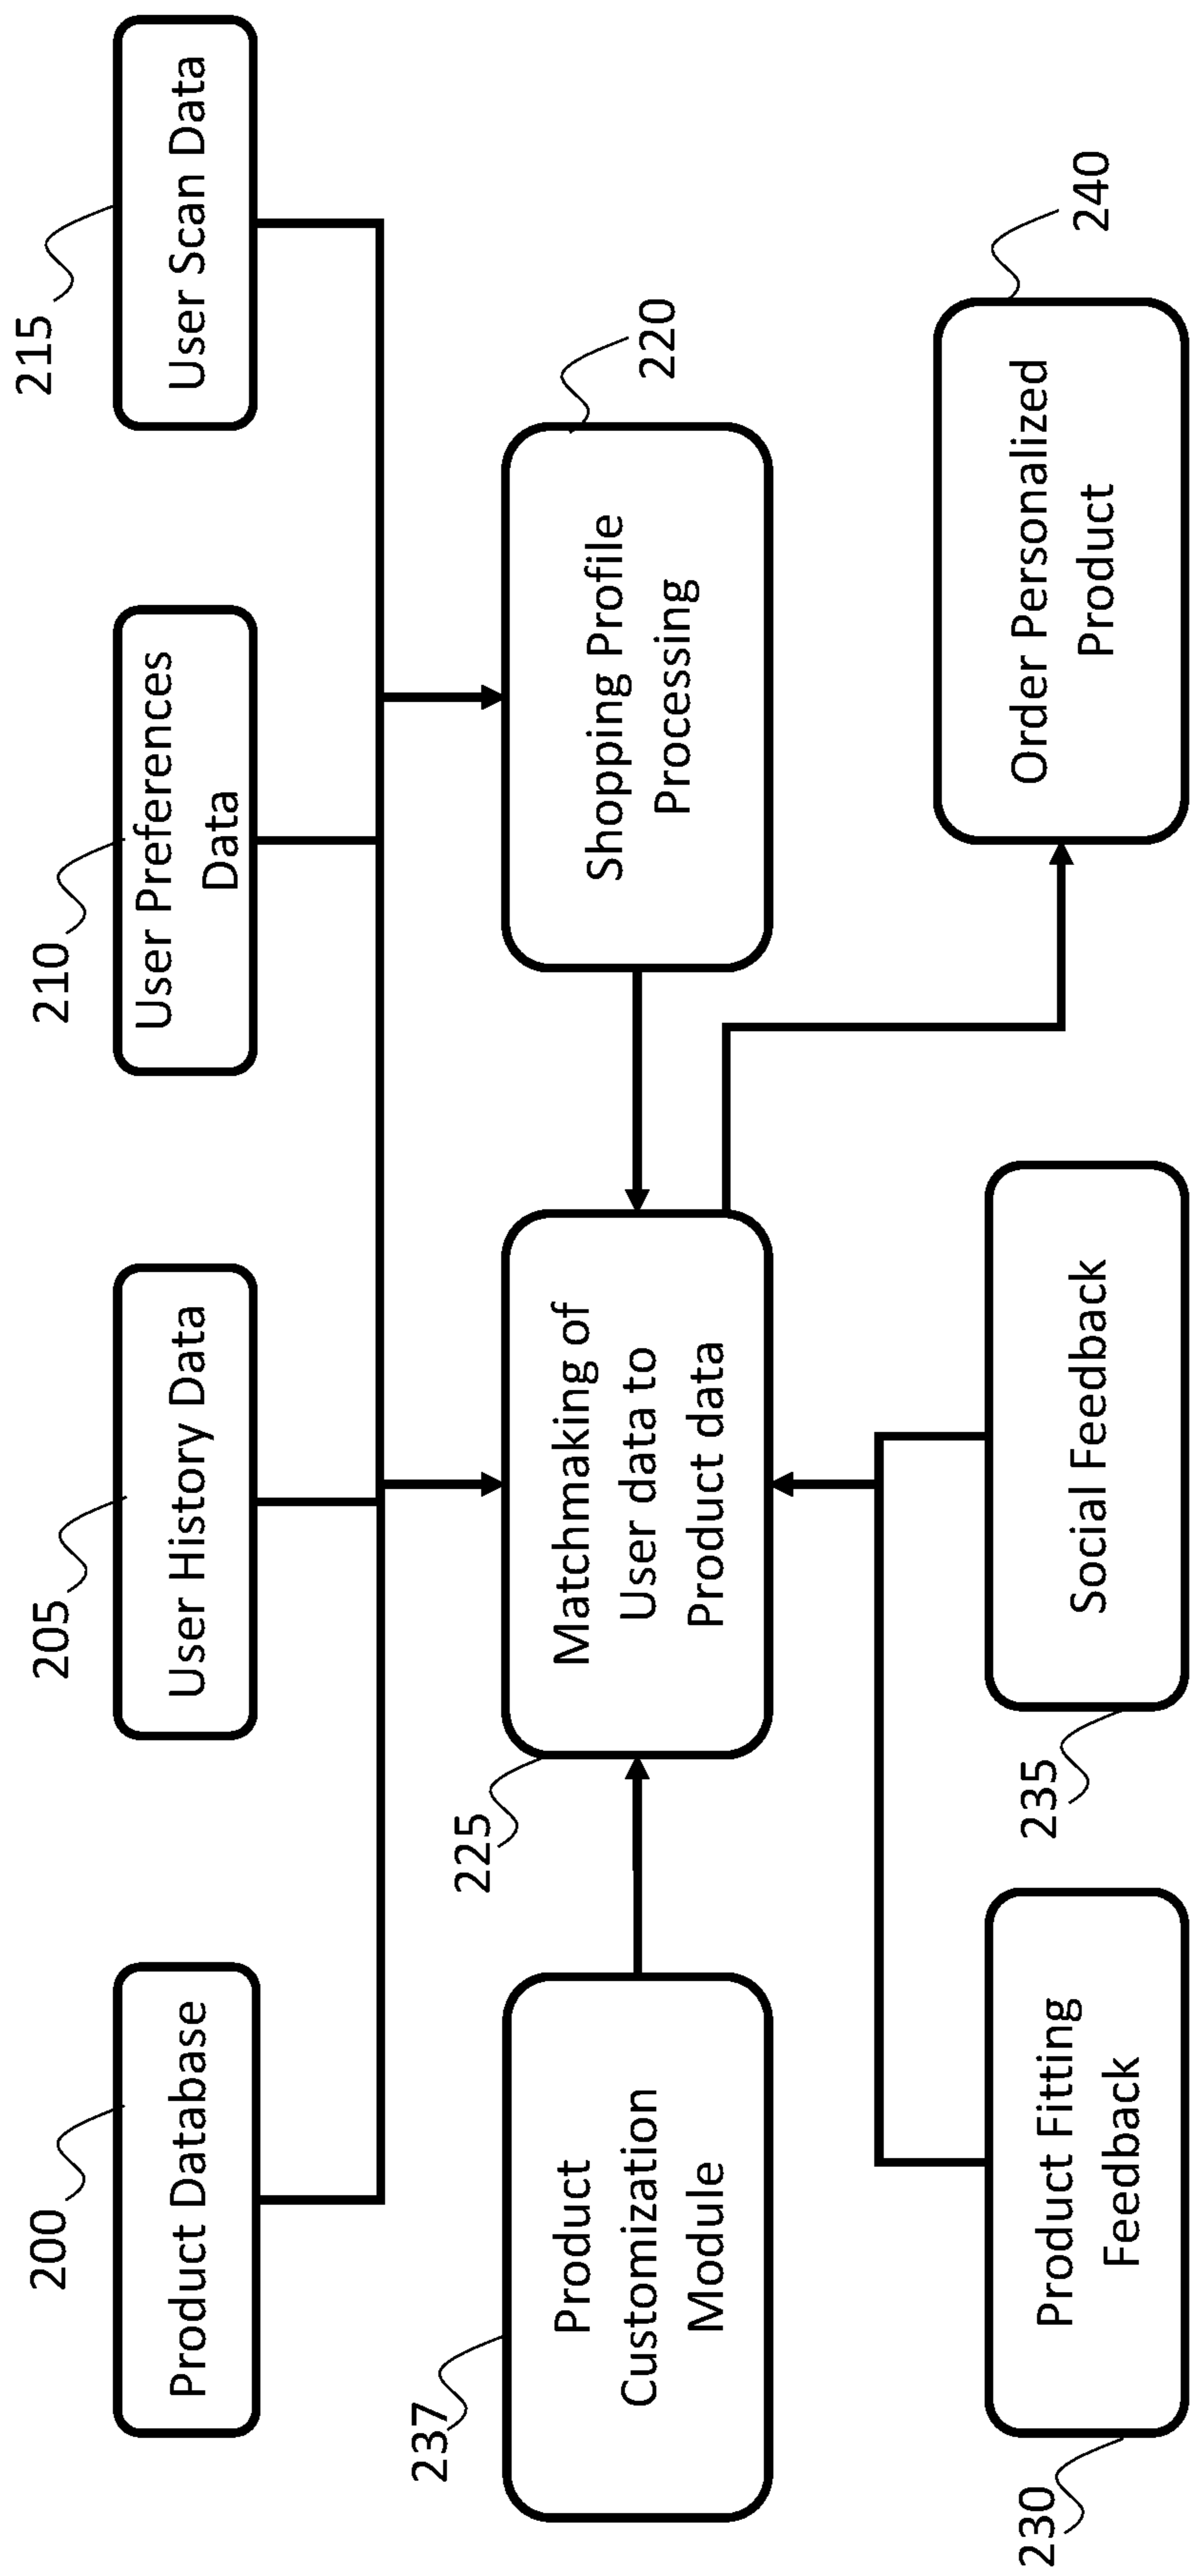 200
Product Database
205
User History Data
210
User Preferences
Data
215
User Scan Data
237
Product
Customization
Module
225
Matchmaking of
User data to
Product data
220
Shopping Profile
Processing
230
Product Fitting
Feedback
235
Social Feedback
240
Order Personalized
Product